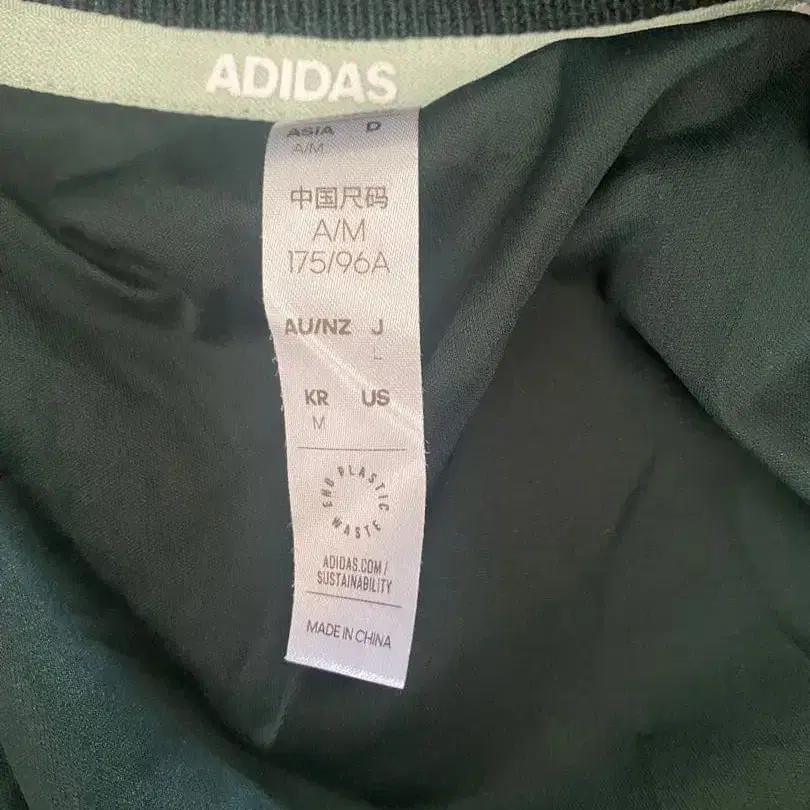 ADIDAS
ASIA D
A/M
中国尺码
A/M
175/96A
AU/NZ J
L
KR US
M
END PLASTIC WASTE
ADIDAS.COM/
SUSTAINABILITY
MADE IN CHINA